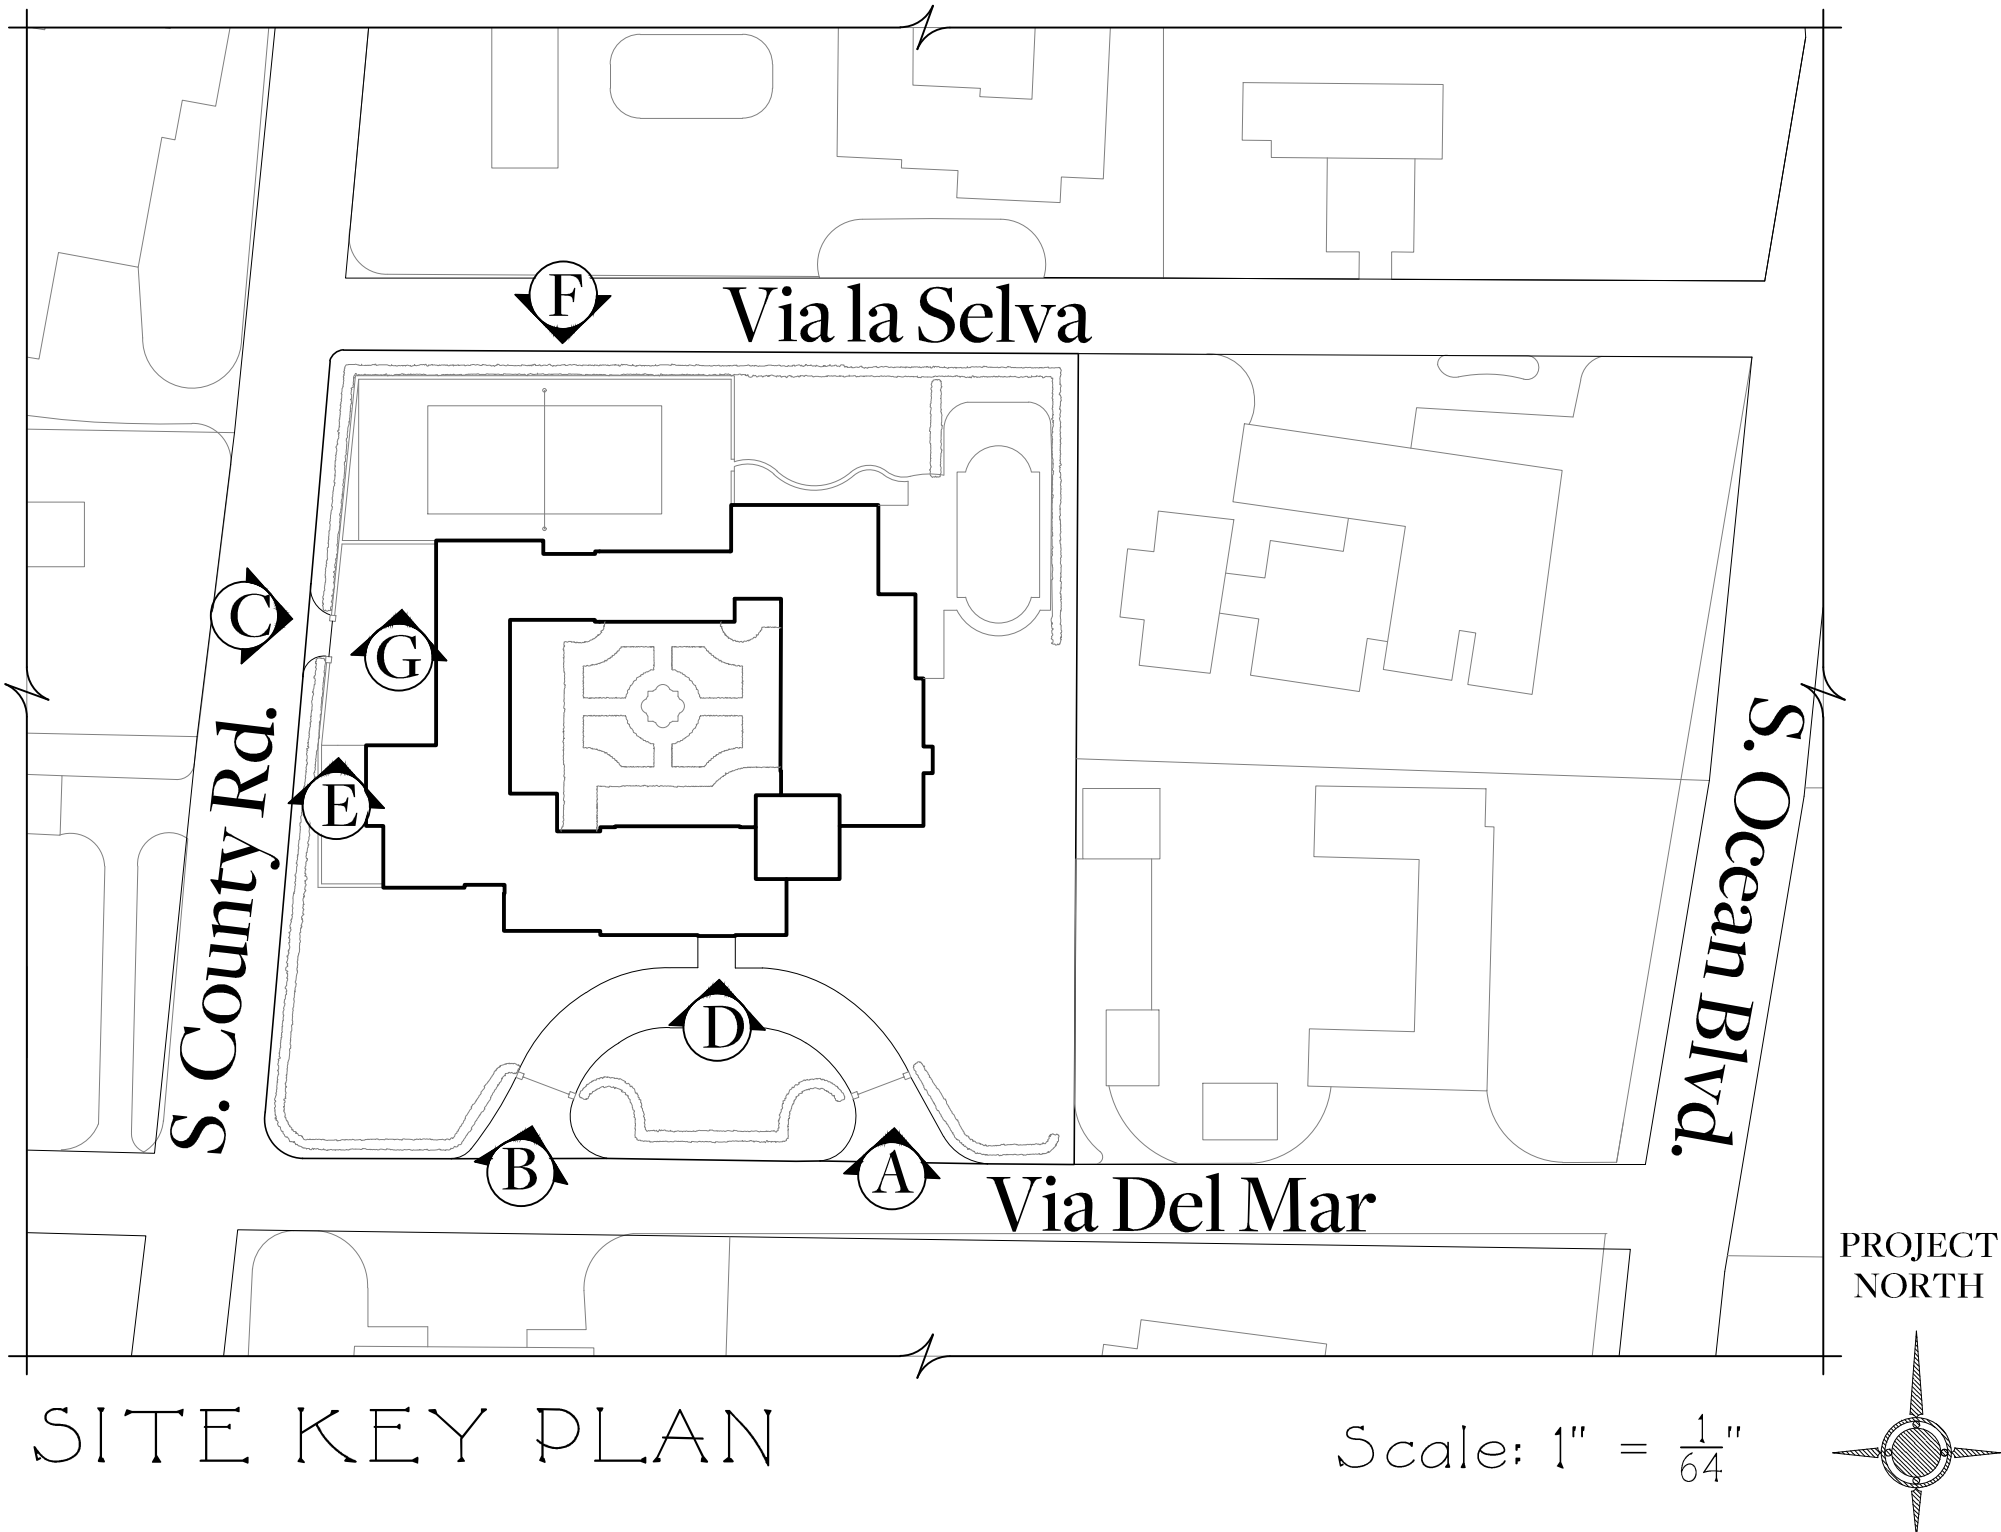 F
Via la Selva
C
G
S. County Rd.
E
S. Ocean Blvd.
D
B
A
Via Del Mar
PROJECT
NORTH
SITE KEY PLAN
Scale: 1" = 1/64"